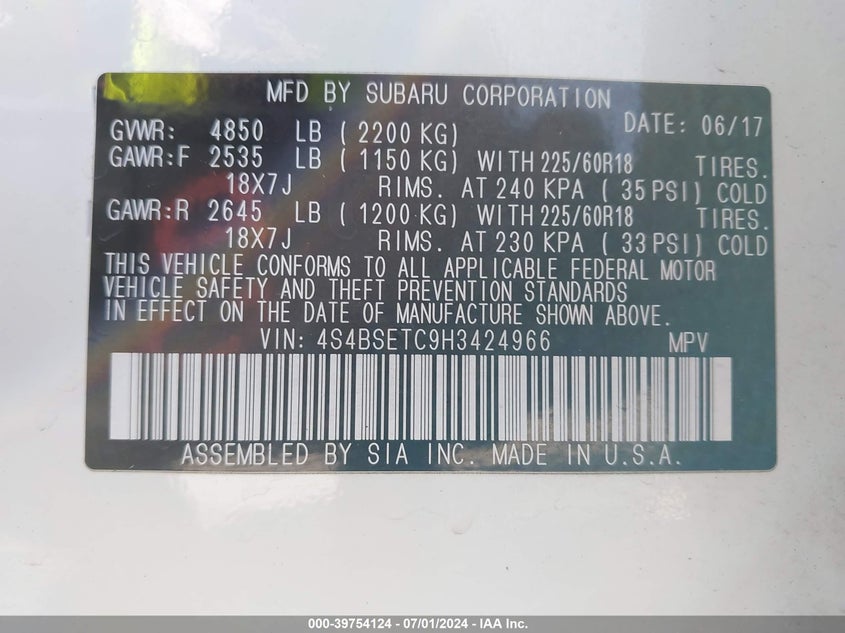 MFD BY SUBARU CORPORATION
GVWR: 4850 LB ( 2200 KG) DATE: 06/17
GAWR:F 2535 LB ( 1150 KG) WITH 225/60R18 TIRES.
18X7J RIMS. AT 240 KPA ( 35 PSI) COLD
GAWR:R 2645 LB ( 1200 KG) WITH 225/60R18 TIRES.
18X7J RIMS. AT 230 KPA ( 33 PSI) COLD
THIS VEHICLE CONFORMS TO ALL APPLICABLE FEDERAL MOTOR
VEHICLE SAFETY AND THEFT PREVENTION STANDARDS
IN EFFECT ON THE DATE OF MANUFACTURE SHOWN ABOVE.
VIN: 4S4BSETC9H3424966 MPV
ASSEMBLED BY SIA INC. MADE IN U.S.A.
000-39754124 - 07/01/2024 - IAA Inc.